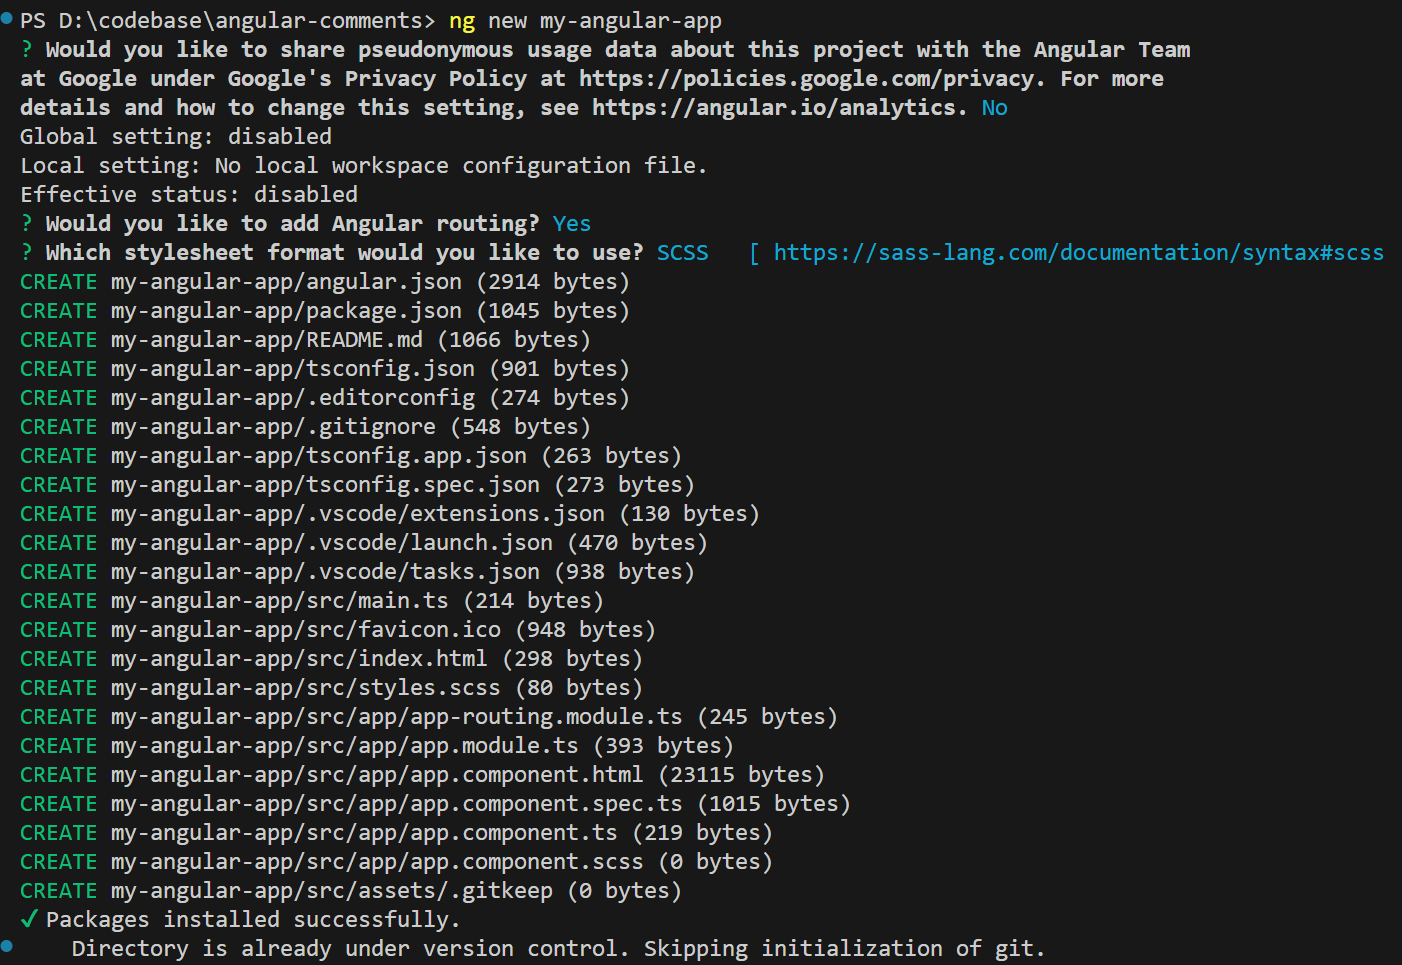 PS D:\codebase\angular-comments> ng new my-angular-app
? Would you like to share pseudonymous usage data about this project with the Angular Team
at Google under Google's Privacy Policy at https://policies.google.com/privacy. For more
details and how to change this setting, see https://angular.io/analytics. No
Global setting: disabled
Local setting: No local workspace configuration file.
Effective status: disabled
? Would you like to add Angular routing? Yes
? Which stylesheet format would you like to use? SCSS   [ https://sass-lang.com/documentation/syntax#scss
CREATE my-angular-app/angular.json (2914 bytes)
CREATE my-angular-app/package.json (1045 bytes)
CREATE my-angular-app/README.md (1066 bytes)
CREATE my-angular-app/tsconfig.json (901 bytes)
CREATE my-angular-app/.editorconfig (274 bytes)
CREATE my-angular-app/.gitignore (548 bytes)
CREATE my-angular-app/tsconfig.app.json (263 bytes)
CREATE my-angular-app/tsconfig.spec.json (273 bytes)
CREATE my-angular-app/.vscode/extensions.json (130 bytes)
CREATE my-angular-app/.vscode/launch.json (470 bytes)
CREATE my-angular-app/.vscode/tasks.json (938 bytes)
CREATE my-angular-app/src/main.ts (214 bytes)
CREATE my-angular-app/src/favicon.ico (948 bytes)
CREATE my-angular-app/src/index.html (298 bytes)
CREATE my-angular-app/src/styles.scss (80 bytes)
CREATE my-angular-app/src/app/app-routing.module.ts (245 bytes)
CREATE my-angular-app/src/app/app.module.ts (393 bytes)
CREATE my-angular-app/src/app/app.component.html (23115 bytes)
CREATE my-angular-app/src/app/app.component.spec.ts (1015 bytes)
CREATE my-angular-app/src/app/app.component.ts (219 bytes)
CREATE my-angular-app/src/app/app.component.scss (0 bytes)
CREATE my-angular-app/src/assets/.gitkeep (0 bytes)
✓ Packages installed successfully.
    Directory is already under version control. Skipping initialization of git.